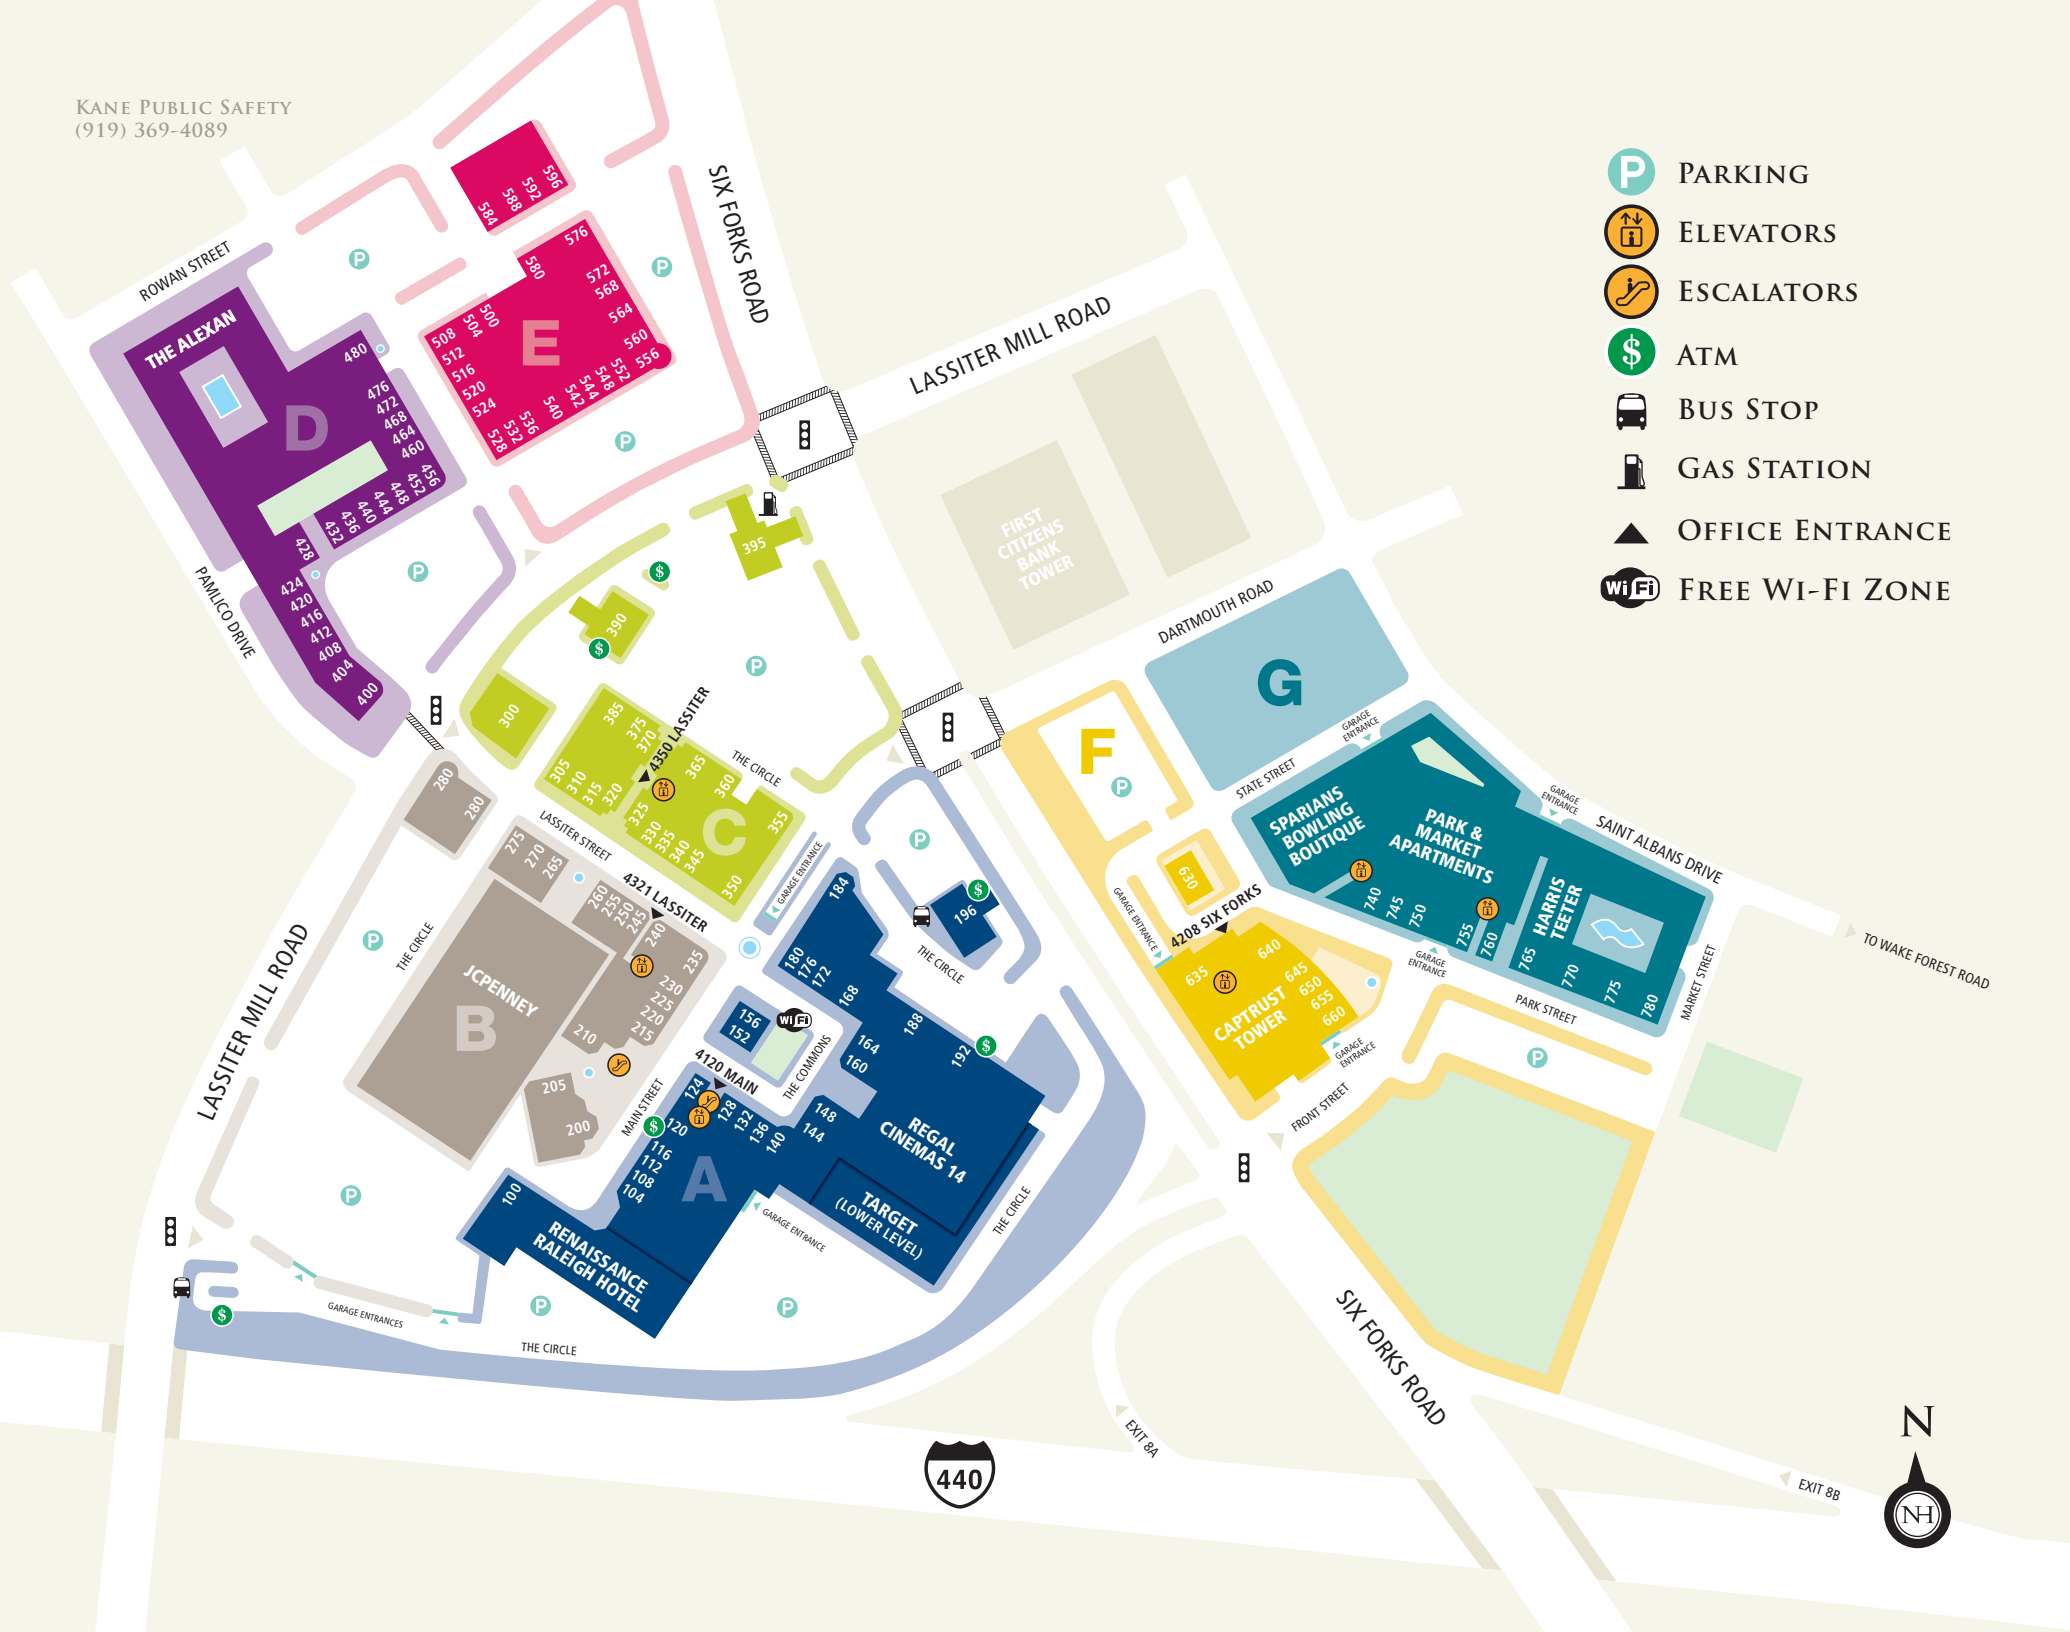 KANE PUBLIC SAFETY
(919) 369-4089
P PARKING
ELEVATORS
ESCALATORS
$ ATM
BUS STOP
GAS STATION
OFFICE ENTRANCE
WiFi FREE WI-FI ZONE
ROWAN STREET
SIX FORKS ROAD
LASSITER MILL ROAD
584
588
592
596
P
P
576
580
572
568
564
560
556
552
548
544
542
540
536
532
528
524
520
516
512
508
504
500
E
P
THE ALEXAN
D
480
476
472
468
464
460
456
452
448
444
440
436
432
428
424
420
416
412
408
404
400
P
PAMLICO DRIVE
395
$
390
$
300
P
385
375
370
4350 LASSITER
365
360
355
350
345
340
335
330
325
320
315
310
305
C
THE CIRCLE
LASSITER STREET
FIRST
CITIZENS
BANK
TOWER
DARTMOUTH ROAD
G
F
P
STATE STREET
GARAGE
ENTRANCE
GARAGE
ENTRANCE
SAINT ALBANS DRIVE
TO WAKE FOREST ROAD
SPARIANS
BOWLING
BOUTIQUE
PARK &
MARKET
APARTMENTS
HARRIS
TEETER
740
745
750
755
760
765
770
775
780
GARAGE
ENTRANCE
PARK STREET
MARKET STREET
P
630
GARAGE ENTRANCE
4208 SIX FORKS
635
640
645
650
655
660
CAPTRUST
TOWER
GARAGE
ENTRANCE
FRONT STREET
280
280
275
270
265
260
255
250
245
240
235
230
225
220
215
210
205
200
4321 LASSITER
JCPENNEY
B
THE CIRCLE
P
LASSITER MILL ROAD
GARAGE ENTRANCE
P
184
180
176
172
168
196
$
THE CIRCLE
188
192
$
164
160
156
152
WiFi
THE COMMONS
4120 MAIN
MAIN STREET
124
128
132
136
140
144
148
$
120
116
112
108
104
100
A
REGAL
CINEMAS 14
TARGET
(LOWER LEVEL)
RENAISSANCE
RALEIGH HOTEL
GARAGE ENTRANCE
THE CIRCLE
P
P
P
$
GARAGE ENTRANCES
THE CIRCLE
440
EXIT 8A
SIX FORKS ROAD
EXIT 8B
N
NH